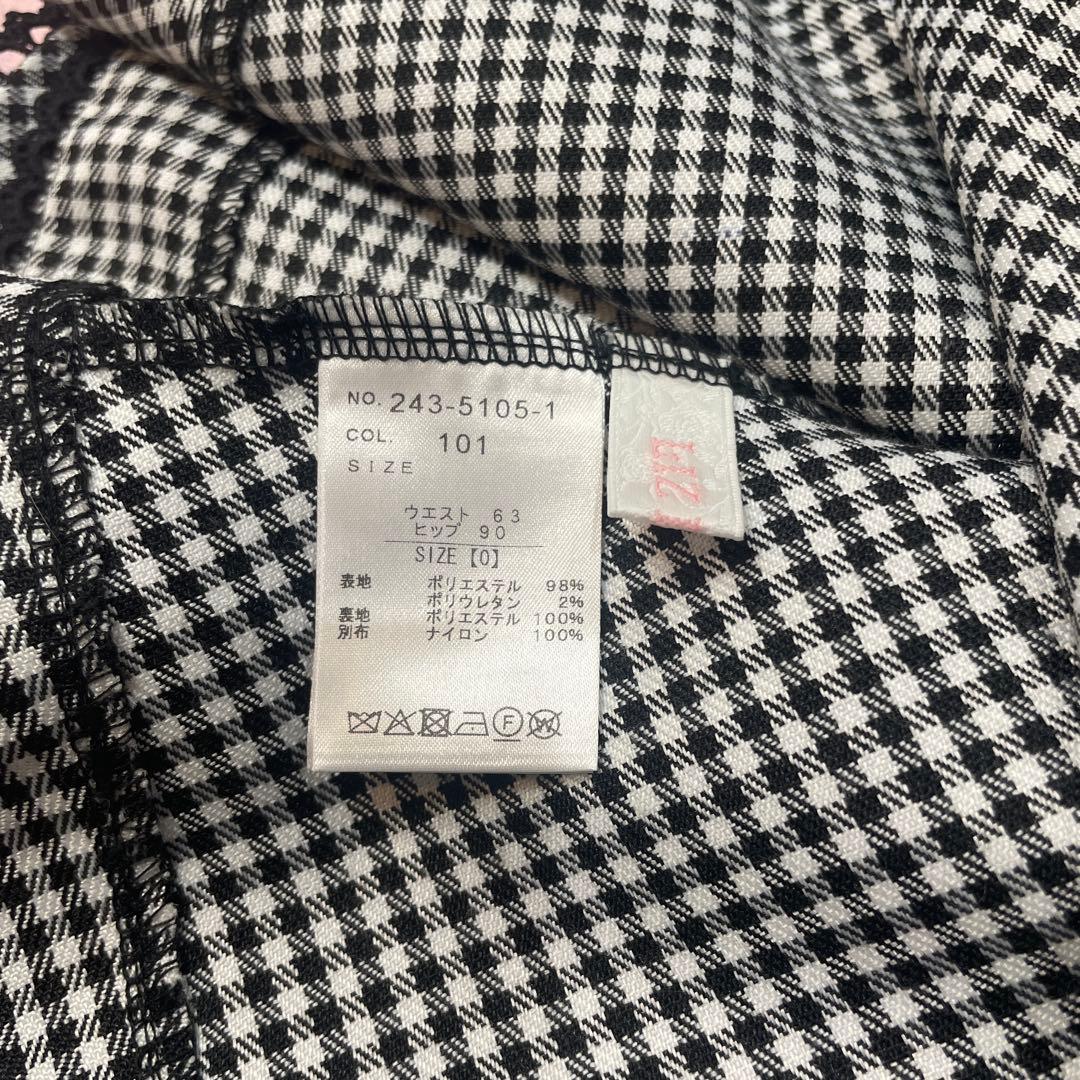 NO. 243-5105-1
COL. 101
SIZE
ウエスト 63
ヒップ 90
SIZE【0】
表地 ポリエステル 98%
ポリウレタン 2%
裏地 ポリエステル 100%
別布 ナイロン 100%
F
W